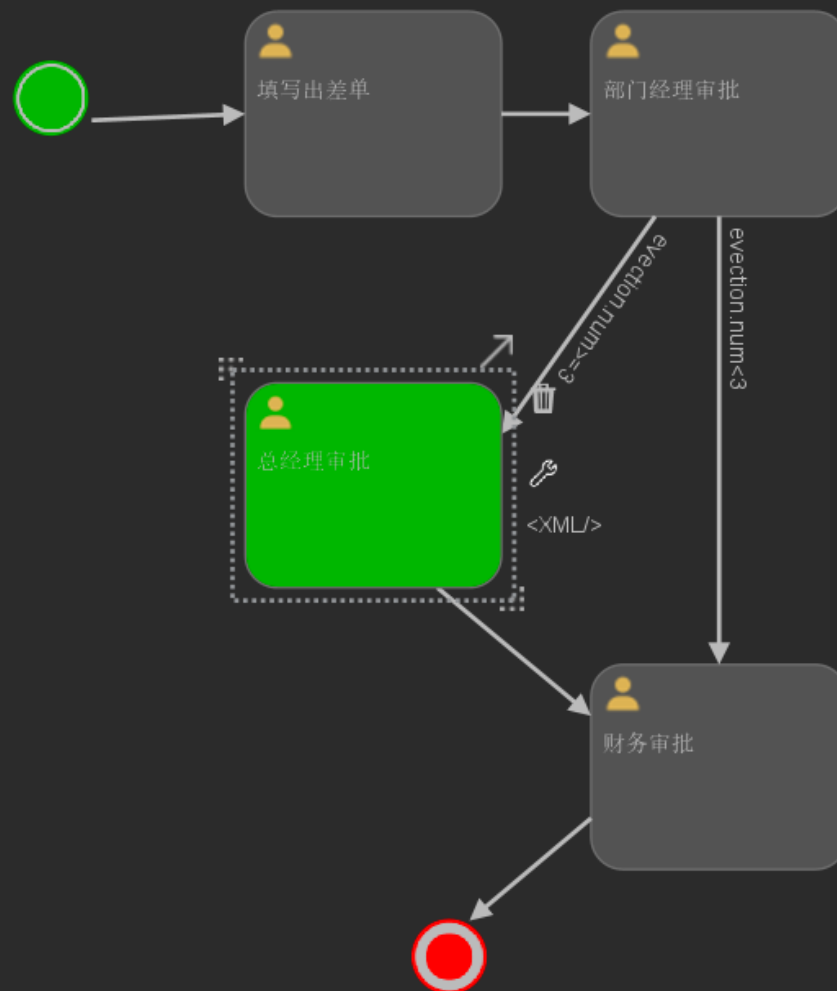 填写出差单
部门经理审批
evection.num>=3
evection.num<3
总经理审批
<XML/>
财务审批